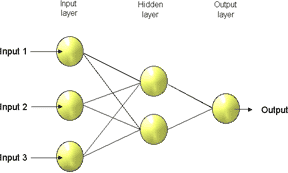 Input
layer
Hidden
layer
Output
layer
Input 1
Input 2
Output
Input 3